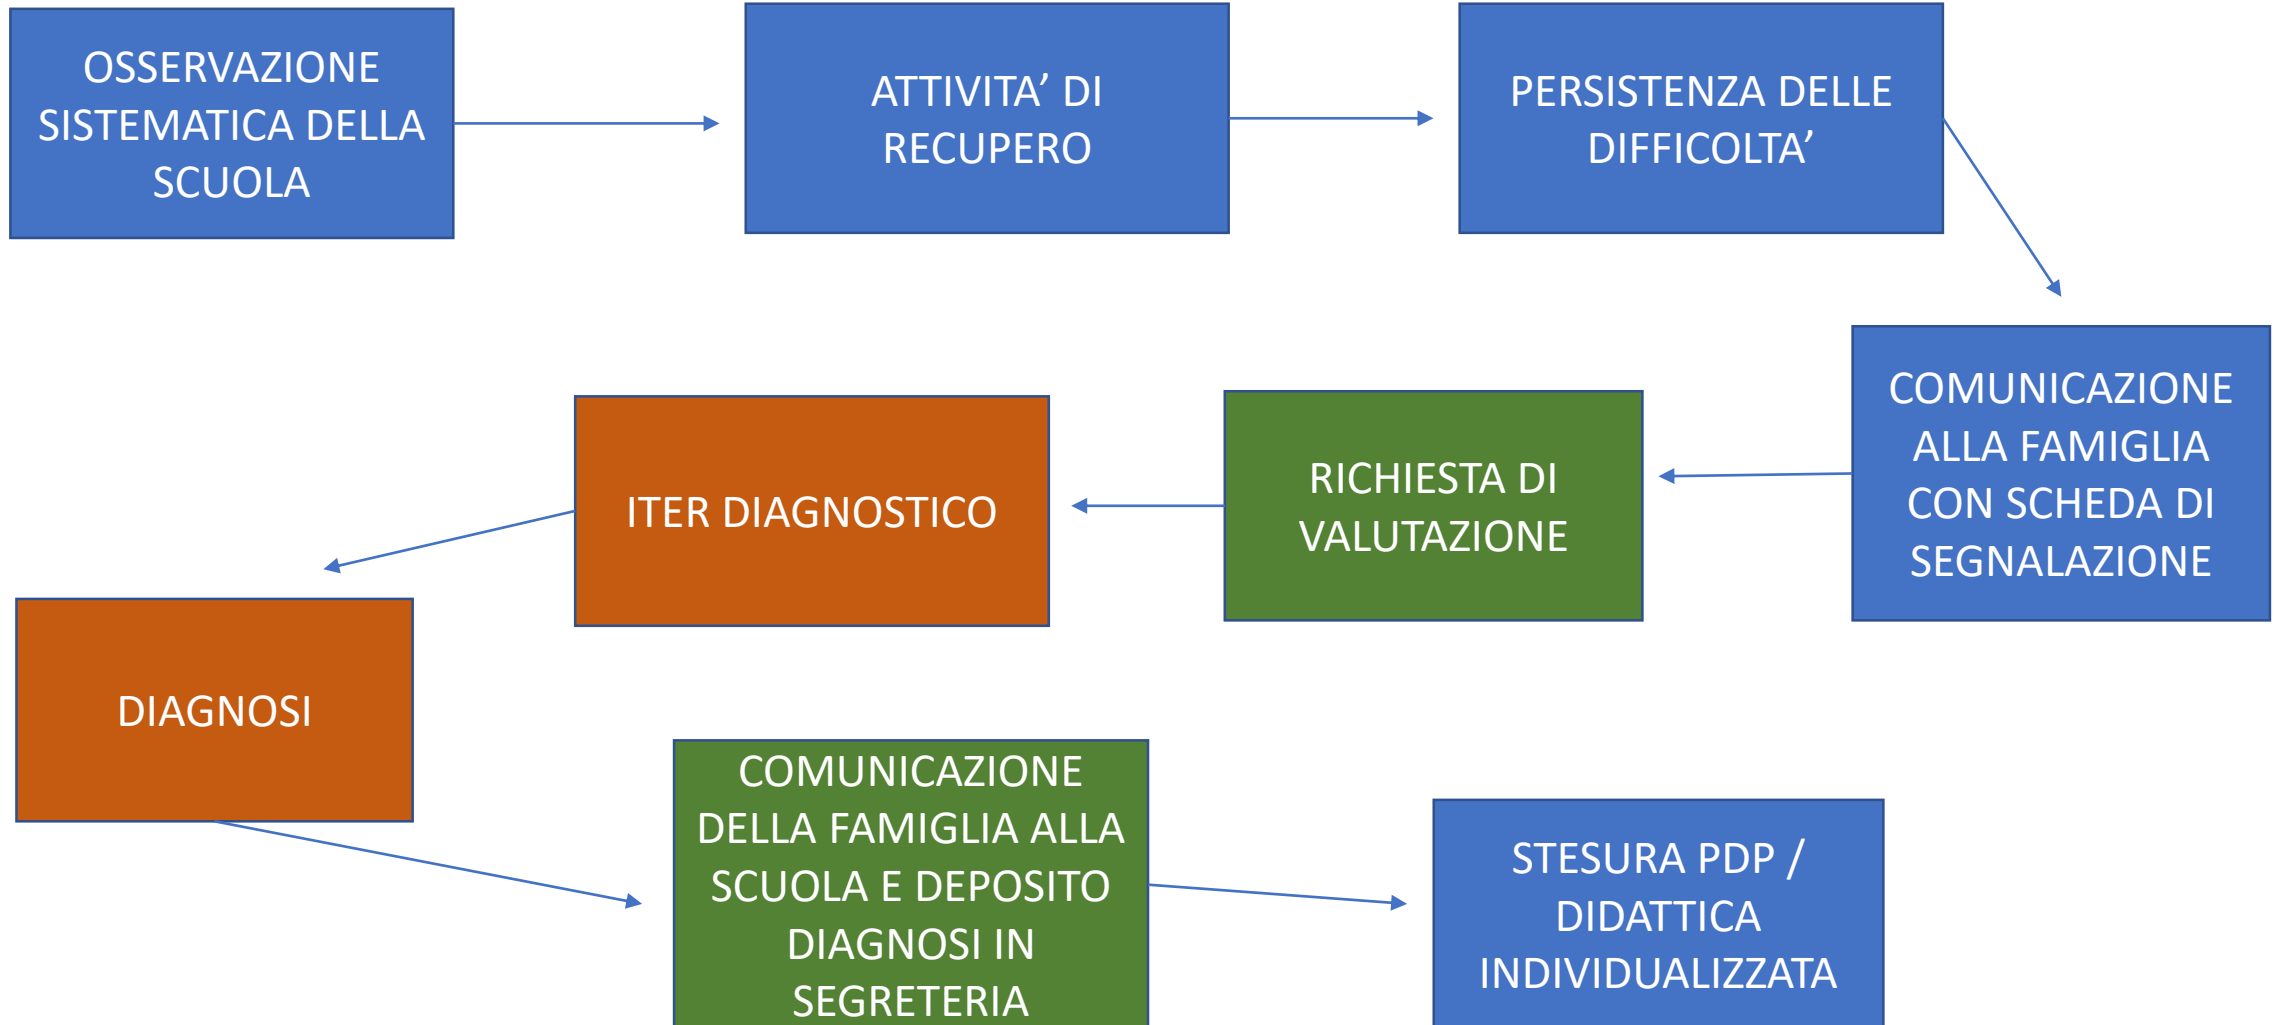 OSSERVAZIONE
SISTEMATICA DELLA
SCUOLA
ATTIVITA’ DI
RECUPERO
PERSISTENZA DELLE
DIFFICOLTA’
COMUNICAZIONE
ALLA FAMIGLIA
CON SCHEDA DI
SEGNALAZIONE
RICHIESTA DI
VALUTAZIONE
ITER DIAGNOSTICO
DIAGNOSI
COMUNICAZIONE
DELLA FAMIGLIA ALLA
SCUOLA E DEPOSITO
DIAGNOSI IN
SEGRETERIA
STESURA PDP /
DIDATTICA
INDIVIDUALIZZATA